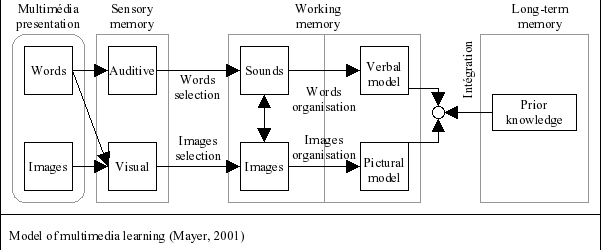 Multimédia
presentation
Sensory
memory
Working
memory
Long-term
memory
Words
Auditive
Words
selection
Sounds
Words
organisation
Verbal
model
Intégration
Prior
knowledge
Images
Visual
Images
selection
Images
Images
organisation
Pictural
model
Model of multimedia learning (Mayer, 2001)